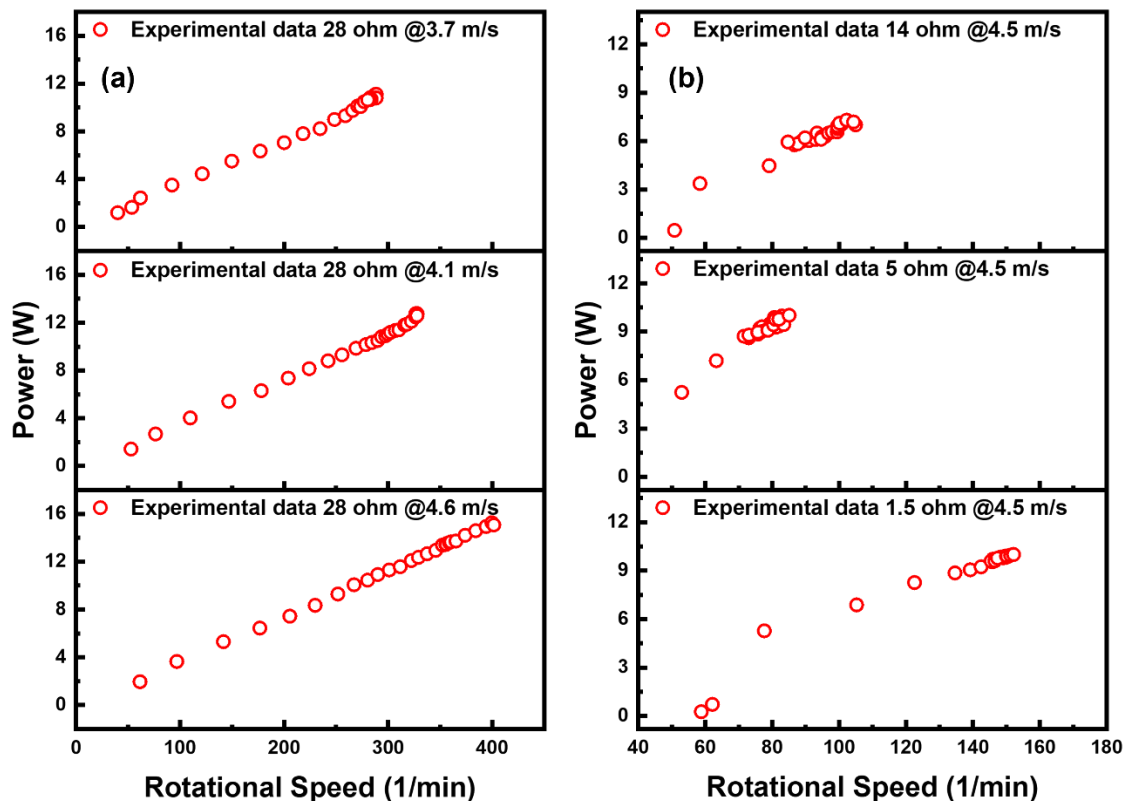 Experimental data 28 ohm @3.7 m/s
(a)
16
12
8
4
0
Experimental data 28 ohm @4.1 m/s
16
12
8
4
0
Experimental data 28 ohm @4.6 m/s
16
12
8
4
0
Power (W)
0 100 200 300 400
Rotational Speed (1/min)
Experimental data 14 ohm @4.5 m/s
(b)
12
9
6
3
0
Experimental data 5 ohm @4.5 m/s
12
9
6
3
0
Experimental data 1.5 ohm @4.5 m/s
12
9
6
3
0
Power (W)
40 60 80 100 120 140 160 180
Rotational Speed (1/min)